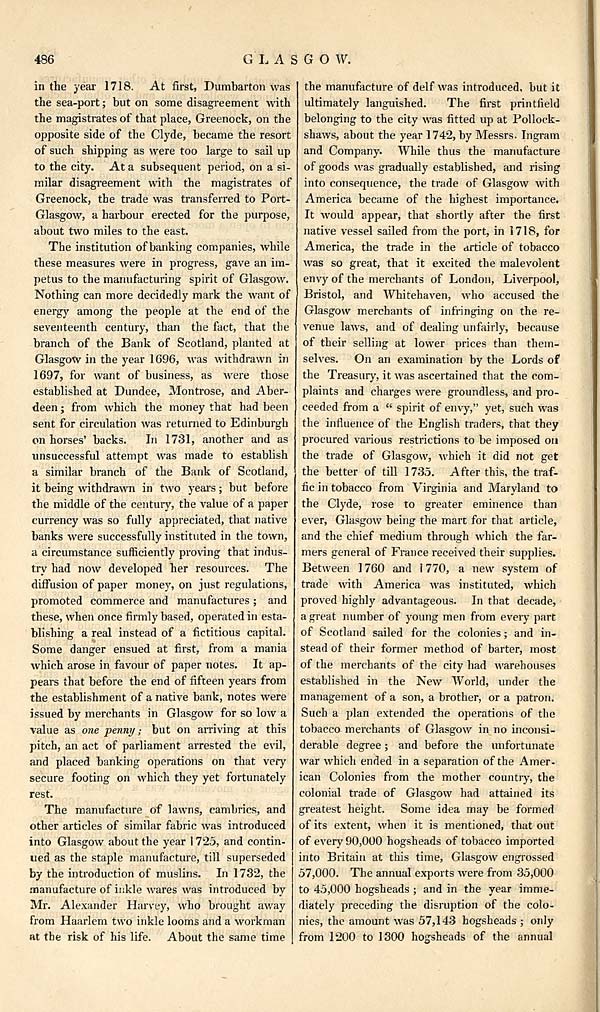 486
GLASGOW.
in the year 1718. At first, Dumbarton was
the sea-port; but on some disagreement with
the magistrates of that place, Greenock, on the
opposite side of the Clyde, became the resort
of such shipping as were too large to sail up
to the city. At a subsequent period, on a si-
milar disagreement with the magistrates of
Greenock, the trade was transferred to Port-
Glasgow, a harbour erected for the purpose,
about two miles to the east.
The institution of banking companies, while
these measures were in progress, gave an im-
petus to the manufacturing spirit of Glasgow.
Nothing can more decidedly mark the want of
energy among the people at the end of the
seventeenth century, than the fact, that the
branch of the Bank of Scotland, planted at
Glasgow in the year 1696, was withdrawn in
1697, for want of business, as were those
established at Dundee, Montrose, and Aber-
deen; from which the money that had been
sent for circulation was returned to Edinburgh
on horses' backs. In 1731, another and as
unsuccessful attempt was made to establish
a similar branch of the Bank of Scotland,
it being withdrawn in two years; but before
the middle of the century, the value of a paper
currency was so fully appreciated, that native
banks were successfully instituted in the town,
a circumstance sufficiently proving that indus-
try had now developed her resources. The
diffusion of paper money, on just regulations,
promoted commerce and manufactures; and
these, when once firmly based, operated in esta-
blishing a real instead of a fictitious capital.
Some danger ensued at first, from a mania
which arose in favour of paper notes. It ap-
pears that before the end of fifteen years from
the establishment of a native bank, notes were
issued by merchants in Glasgow for so low a
value as one penny; but on arriving at this
pitch, an act of parliament arrested the evil,
and placed banking operations on that very
secure footing on which they yet fortunately
rest.
The manufacture of lawns, cambrics, and
other articles of similar fabric was introduced
into Glasgow about the year 1725, and contin-
ued as the staple manufacture, till superseded
by the introduction of muslins. In 1732, the
manufacture of inkle wares was introduced by
Mr. Alexander Harvey, who brought away
from Haarlem two inkle looms and a workman
at the risk of his life. About the same time
the manufacture of delf was introduced, but it
ultimately languished. The first printfield
belonging to the city was fitted up at Pollock-
shaws, about the year 1742, by Messrs. Ingram
and Company. While thus the manufacture
of goods was gradually established, and rising
into consequence, the trade of Glasgow with
America became of the highest importance.
It would appear, that shortly after the first
native vessel sailed from the port, in 1718, for
America, the trade in the article of tobacco
was so great, that it excited the malevolent
envy of the merchants of London, Liverpool,
Bristol, and Whitehaven, who accused the
Glasgow merchants of infringing on the re-
venue laws, and of dealing unfairly, because
of their selling at lower prices than them-
selves. On an examination by the Lords of
the Treasury, it was ascertained that the com-
plaints and charges were groundless, and pro-
ceeded from a “ spirit of envy,” yet, such was
the influence of the English traders, that they
procured various restrictions to be imposed on
the trade of Glasgow, which it did not get
the better of till 1735. After this, the traf-
fic in tobacco from Virginia and Maryland to
the Clyde, rose to greater eminence than
ever, Glasgow being the mart for that article,
and the chief medium through which the far-
mers general of France received their supplies.
Between 1760 and 1770, a new system of
trade with America was instituted, which
proved highly advantageous. In that decade,
a great number of young men from every part
of Scotland sailed for the colonies; and in-
stead of their former method of barter, most
of the merchants of the city had warehouses
established in the New World, under the
management of a son, a brother, or a patron.
Such a plan extended the operations of the
tobacco merchants of Glasgow in no inconsi-
derable degree; and before the unfortunate
war which ended in a separation of the Amer-
ican Colonies from the mother country, the
colonial trade of Glasgow had attained its
greatest height. Some idea may be formed
of its extent, when it is mentioned, that out
of every 90,000 hogsheads of tobacco imported
into Britain at this time, Glasgow engrossed
57,000. The annual exports were from 35,000
to 45,000 hogsheads; and in the year imme-
diately preceding the disruption of the colo-
nies, the amount was 57,143 hogsheads; only
from 1200 to 1300 hogsheads of the annual